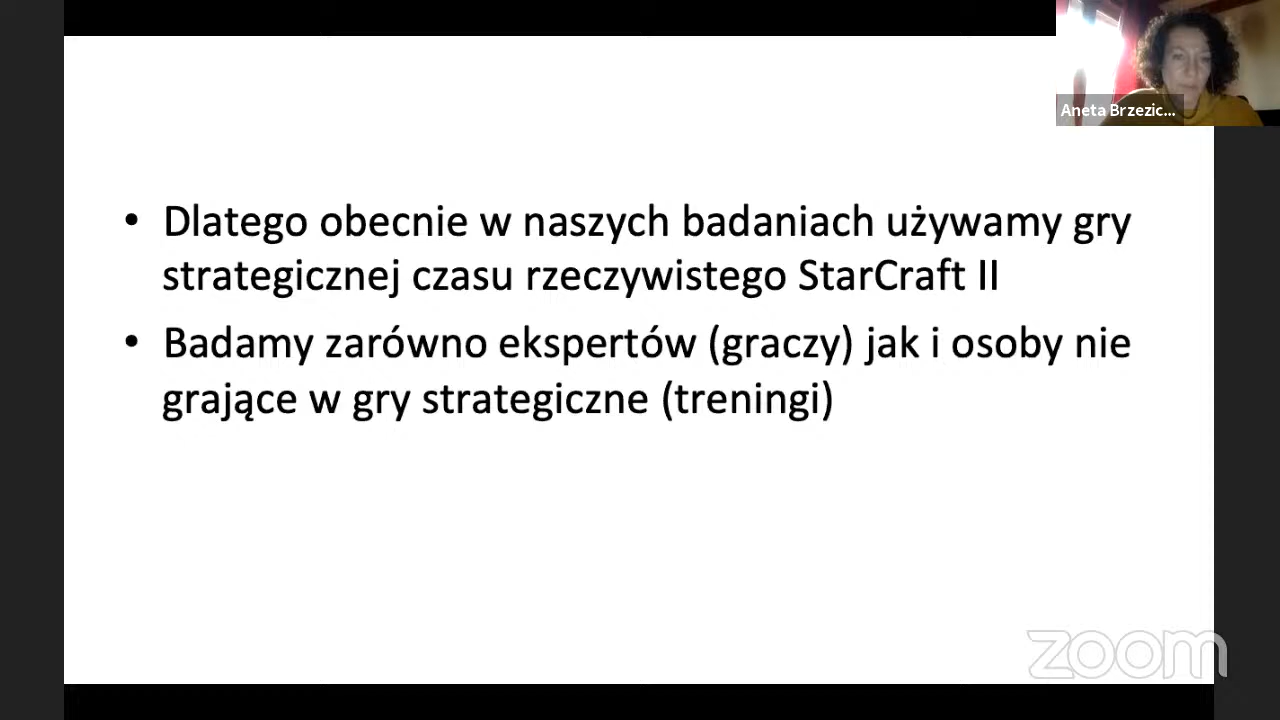 Aneta Brzezic...
• Dlatego obecnie w naszych badaniach używamy gry
strategicznej czasu rzeczywistego StarCraft II
• Badamy zarówno ekspertów (graczy) jak i osoby nie
grające w gry strategiczne (treningi)
zoom